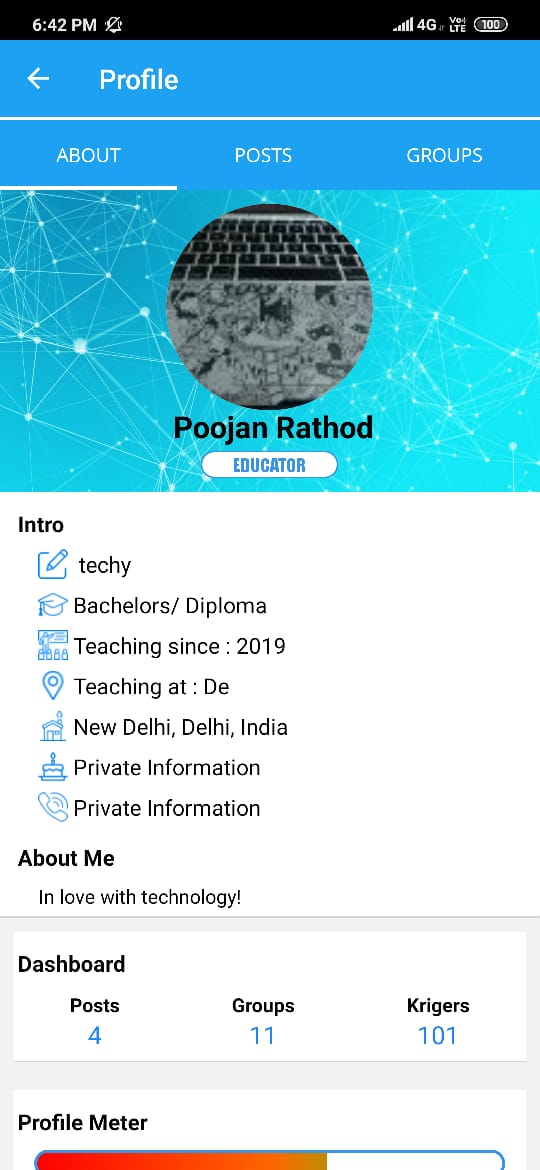 6:42 PM 4G Vo) LTE 100
Profile
ABOUT POSTS GROUPS
Poojan Rathod
EDUCATOR
Intro
techy
Bachelors/ Diploma
Teaching since : 2019
Teaching at : De
New Delhi, Delhi, India
Private Information
Private Information
About Me
In love with technology!
Dashboard
Posts Groups Krigers
4 11 101
Profile Meter